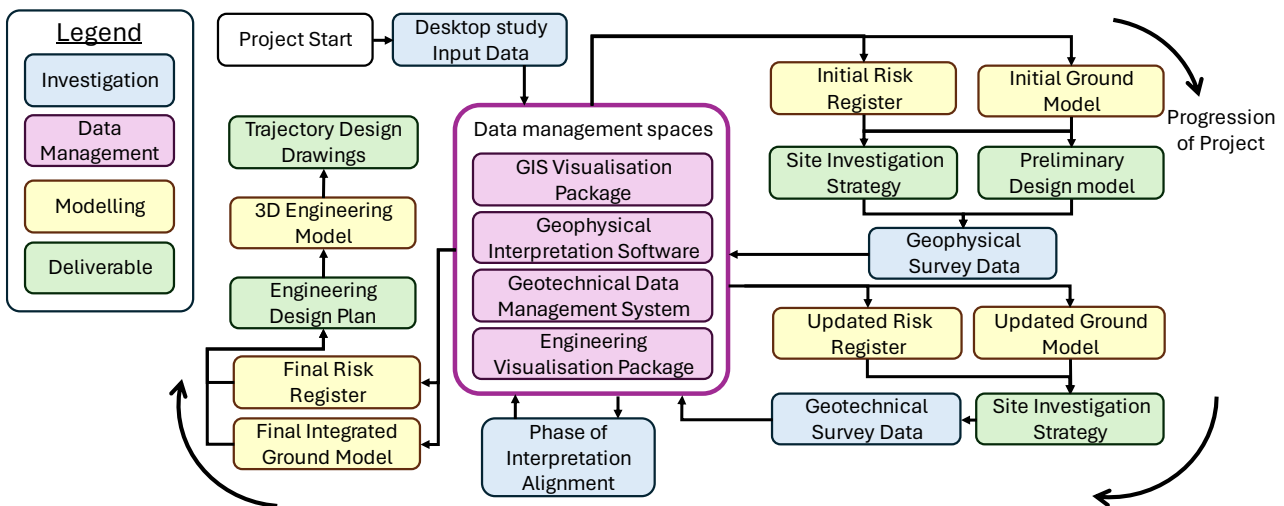 Legend
Investigation
Data
Management
Modelling
Deliverable
Project Start
Desktop study
Input Data
Trajectory Design
Drawings
3D Engineering
Model
Engineering
Design Plan
Final Risk
Register
Final Integrated
Ground Model
Data management spaces
GIS Visualisation
Package
Geophysical
Interpretation Software
Geotechnical Data
Management System
Engineering
Visualisation Package
Phase of
Interpretation
Alignment
Initial Risk
Register
Initial Ground
Model
Site Investigation
Strategy
Preliminary
Design model
Geophysical
Survey Data
Updated Risk
Register
Updated Ground
Model
Geotechnical
Survey Data
Site Investigation
Strategy
Progression
of Project